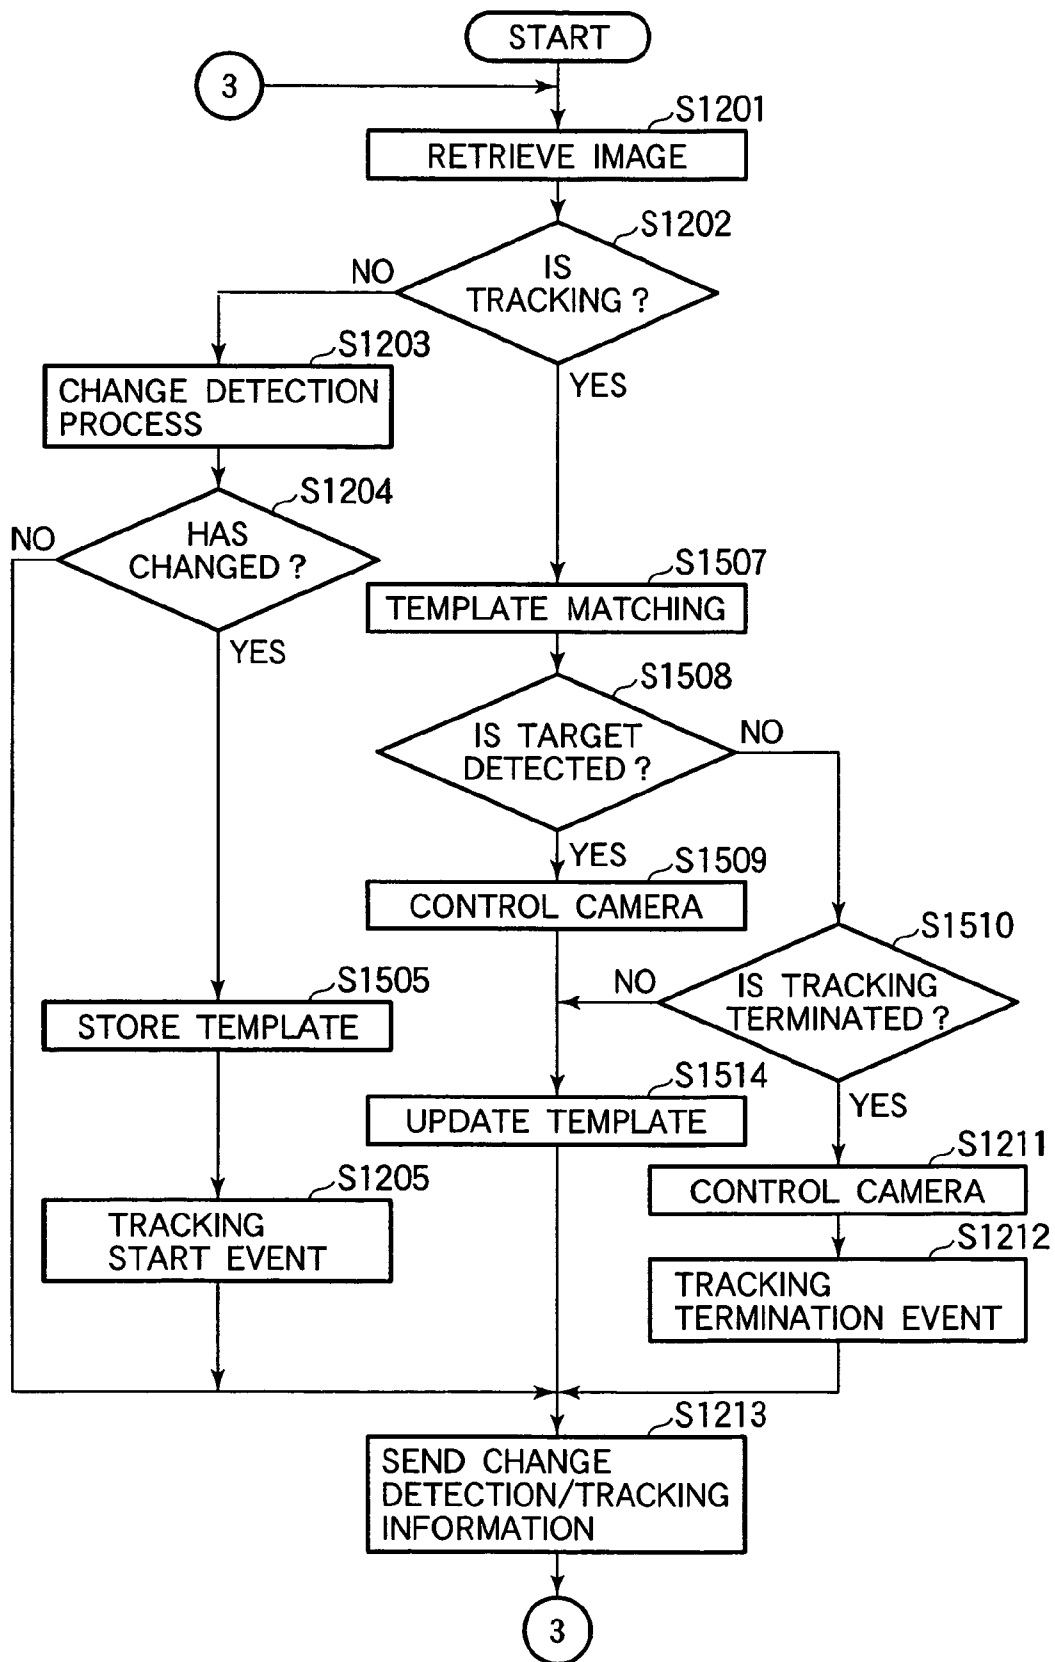 START
3
S1201
RETRIEVE IMAGE
S1202
IS
TRACKING ?
NO
YES
S1203
CHANGE DETECTION
PROCESS
S1204
HAS
CHANGED ?
NO
YES
S1507
TEMPLATE MATCHING
S1508
IS TARGET
DETECTED ?
NO
YES
S1509
CONTROL CAMERA
S1510
IS TRACKING
TERMINATED ?
NO
YES
S1505
STORE TEMPLATE
S1514
UPDATE TEMPLATE
S1211
CONTROL CAMERA
S1205
TRACKING
START EVENT
S1212
TRACKING
TERMINATION EVENT
S1213
SEND CHANGE
DETECTION/TRACKING
INFORMATION
3